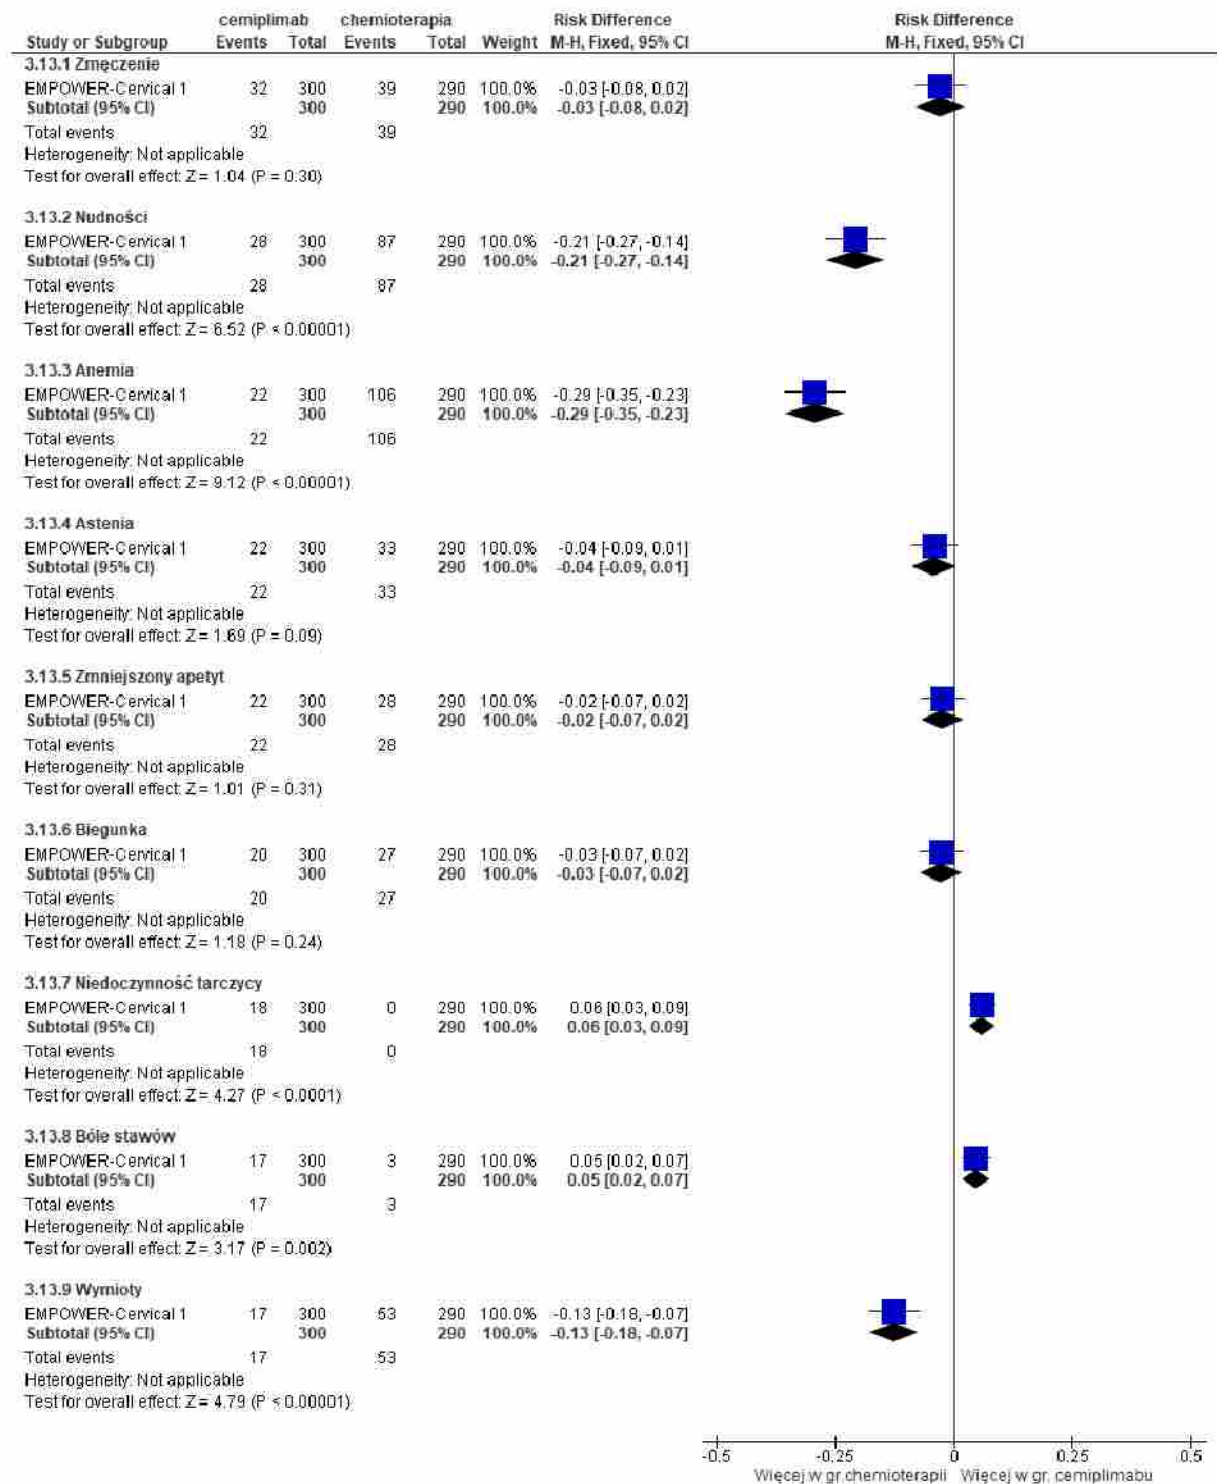 cemiplimab chemioterapia Risk Difference Risk Difference
Study or Subgroup Events Total Events Total Weight M-H, Fixed, 95% CI M-H, Fixed, 95% CI
3.13.1 Zmęczenie
EMPOWER-Cervical 1 32 300 39 290 100.0% -0.03 [-0.08, 0.02]
Subtotal (95% CI) 300 290 100.0% -0.03 [-0.08, 0.02]
Total events 32 39
Heterogeneity: Not applicable
Test for overall effect: Z = 1.04 (P = 0.30)
3.13.2 Nudności
EMPOWER-Cervical 1 28 300 87 290 100.0% -0.21 [-0.27, -0.14]
Subtotal (95% CI) 300 290 100.0% -0.21 [-0.27, -0.14]
Total events 28 87
Heterogeneity: Not applicable
Test for overall effect: Z = 6.52 (P < 0.00001)
3.13.3 Anemia
EMPOWER-Cervical 1 22 300 106 290 100.0% -0.29 [-0.35, -0.23]
Subtotal (95% CI) 300 290 100.0% -0.29 [-0.35, -0.23]
Total events 22 106
Heterogeneity: Not applicable
Test for overall effect: Z = 9.12 (P < 0.00001)
3.13.4 Astenia
EMPOWER-Cervical 1 22 300 33 290 100.0% -0.04 [-0.09, 0.01]
Subtotal (95% CI) 300 290 100.0% -0.04 [-0.09, 0.01]
Total events 22 33
Heterogeneity: Not applicable
Test for overall effect: Z = 1.69 (P = 0.09)
3.13.5 Zmniejszony apetyt
EMPOWER-Cervical 1 22 300 28 290 100.0% -0.02 [-0.07, 0.02]
Subtotal (95% CI) 300 290 100.0% -0.02 [-0.07, 0.02]
Total events 22 28
Heterogeneity: Not applicable
Test for overall effect: Z = 1.01 (P = 0.31)
3.13.6 Biegunka
EMPOWER-Cervical 1 20 300 27 290 100.0% -0.03 [-0.07, 0.02]
Subtotal (95% CI) 300 290 100.0% -0.03 [-0.07, 0.02]
Total events 20 27
Heterogeneity: Not applicable
Test for overall effect: Z = 1.18 (P = 0.24)
3.13.7 Niedoczynność tarczycy
EMPOWER-Cervical 1 18 300 0 290 100.0% 0.06 [0.03, 0.09]
Subtotal (95% CI) 300 290 100.0% 0.06 [0.03, 0.09]
Total events 18 0
Heterogeneity: Not applicable
Test for overall effect: Z = 4.27 (P < 0.0001)
3.13.8 Bóle stawów
EMPOWER-Cervical 1 17 300 3 290 100.0% 0.05 [0.02, 0.07]
Subtotal (95% CI) 300 290 100.0% 0.05 [0.02, 0.07]
Total events 17 3
Heterogeneity: Not applicable
Test for overall effect: Z = 3.17 (P = 0.002)
3.13.9 Wymioty
EMPOWER-Cervical 1 17 300 53 290 100.0% -0.13 [-0.18, -0.07]
Subtotal (95% CI) 300 290 100.0% -0.13 [-0.18, -0.07]
Total events 17 53
Heterogeneity: Not applicable
Test for overall effect: Z = 4.79 (P < 0.00001)
-0.5 -0.25 0 0.25 0.5
Więcej w gr.chemioterapii Więcej w gr. cemiplimabu